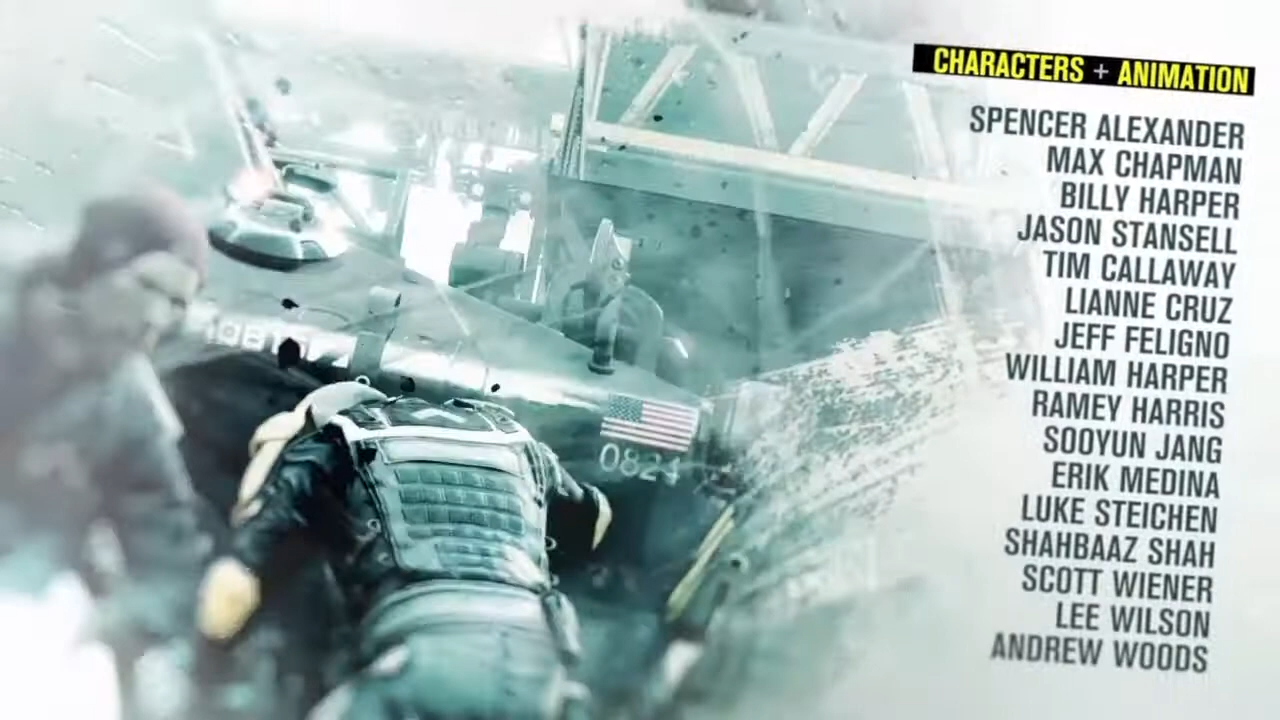 CHARACTERS + ANIMATION
SPENCER ALEXANDER
MAX CHAPMAN
BILLY HARPER
JASON STANSELL
TIM CALLAWAY
LIANNE CRUZ
JEFF FELIGNO
WILLIAM HARPER
RAMEY HARRIS
SOOYUN JANG
ERIK MEDINA
LUKE STEICHEN
SHAHBAAZ SHAH
SCOTT WIENER
LEE WILSON
ANDREW WOODS
0824